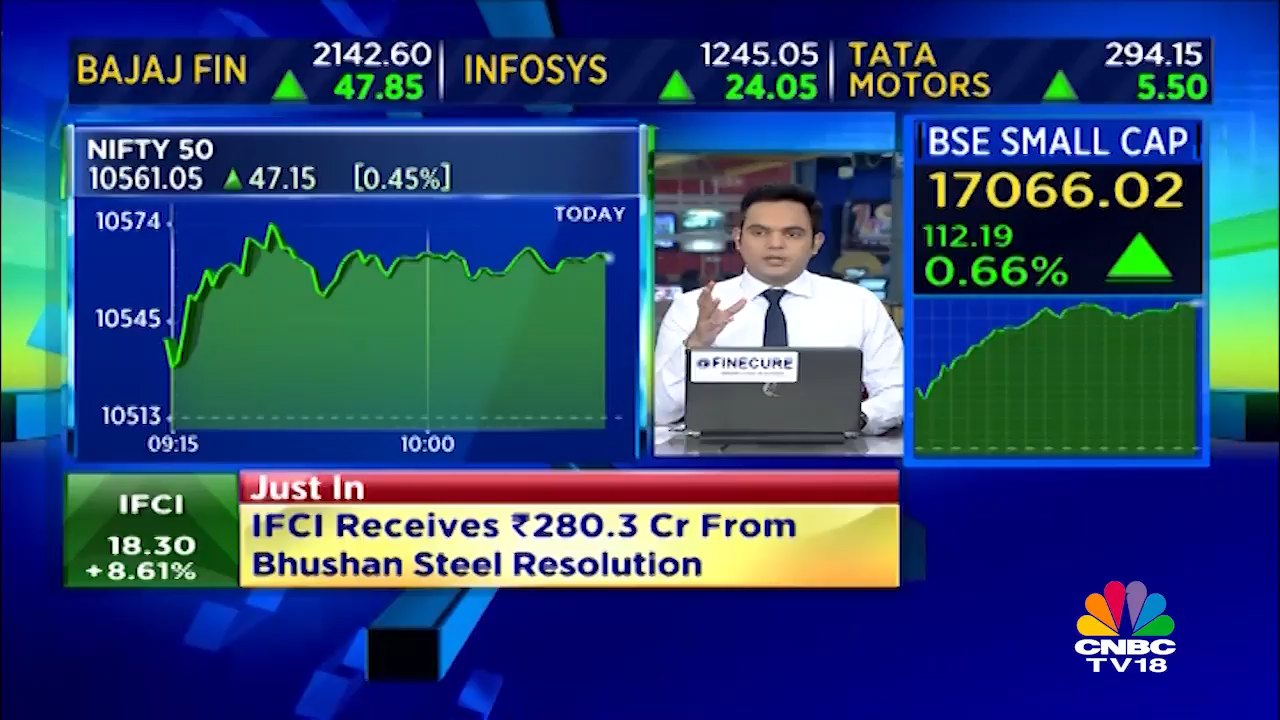 BAJAJ FIN
2142.60
▲ 47.85
INFOSYS
1245.05
▲ 24.05
TATA
MOTORS
294.15
▲ 5.50
NIFTY 50
10561.05 ▲ 47.15 [0.45%]
TODAY
10574
10545
10513
09:15 10:00
FINECURE
BSE SMALL CAP
17066.02
112.19
0.66%
IFCI
18.30
+8.61%
Just In
IFCI Receives ₹280.3 Cr From
Bhushan Steel Resolution
CNBC
TV18